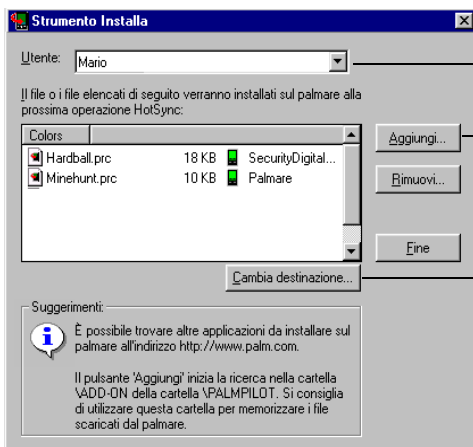 Strumento Installa
Utente: Mario
Il file o i file elencati di seguito verranno installati sul palmare alla
prossima operazione HotSync:
Colors
Hardball.prc 18 KB SecurityDigital...
Minehunt.prc 10 KB Palmare
Aggiungi...
Rimuovi...
Fine
Cambia destinazione...
Suggerimenti:
È possibile trovare altre applicazioni da installare sul
palmare all'indirizzo http://www.palm.com.
Il pulsante 'Aggiungi' inizia la ricerca nella cartella
\ADD-ON della cartella \PALMPILOT. Si consiglia
di utilizzare questa cartella per memorizzare i file
scaricati dal palmare.